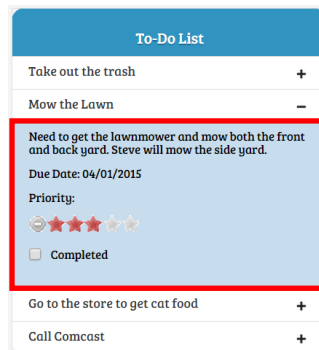 To-Do List
Take out the trash +
Mow the Lawn –
Need to get the lawnmower and mow both the front
and back yard. Steve will mow the side yard.
Due Date: 04/01/2015
Priority:
Completed
Go to the store to get cat food +
Call Comcast +